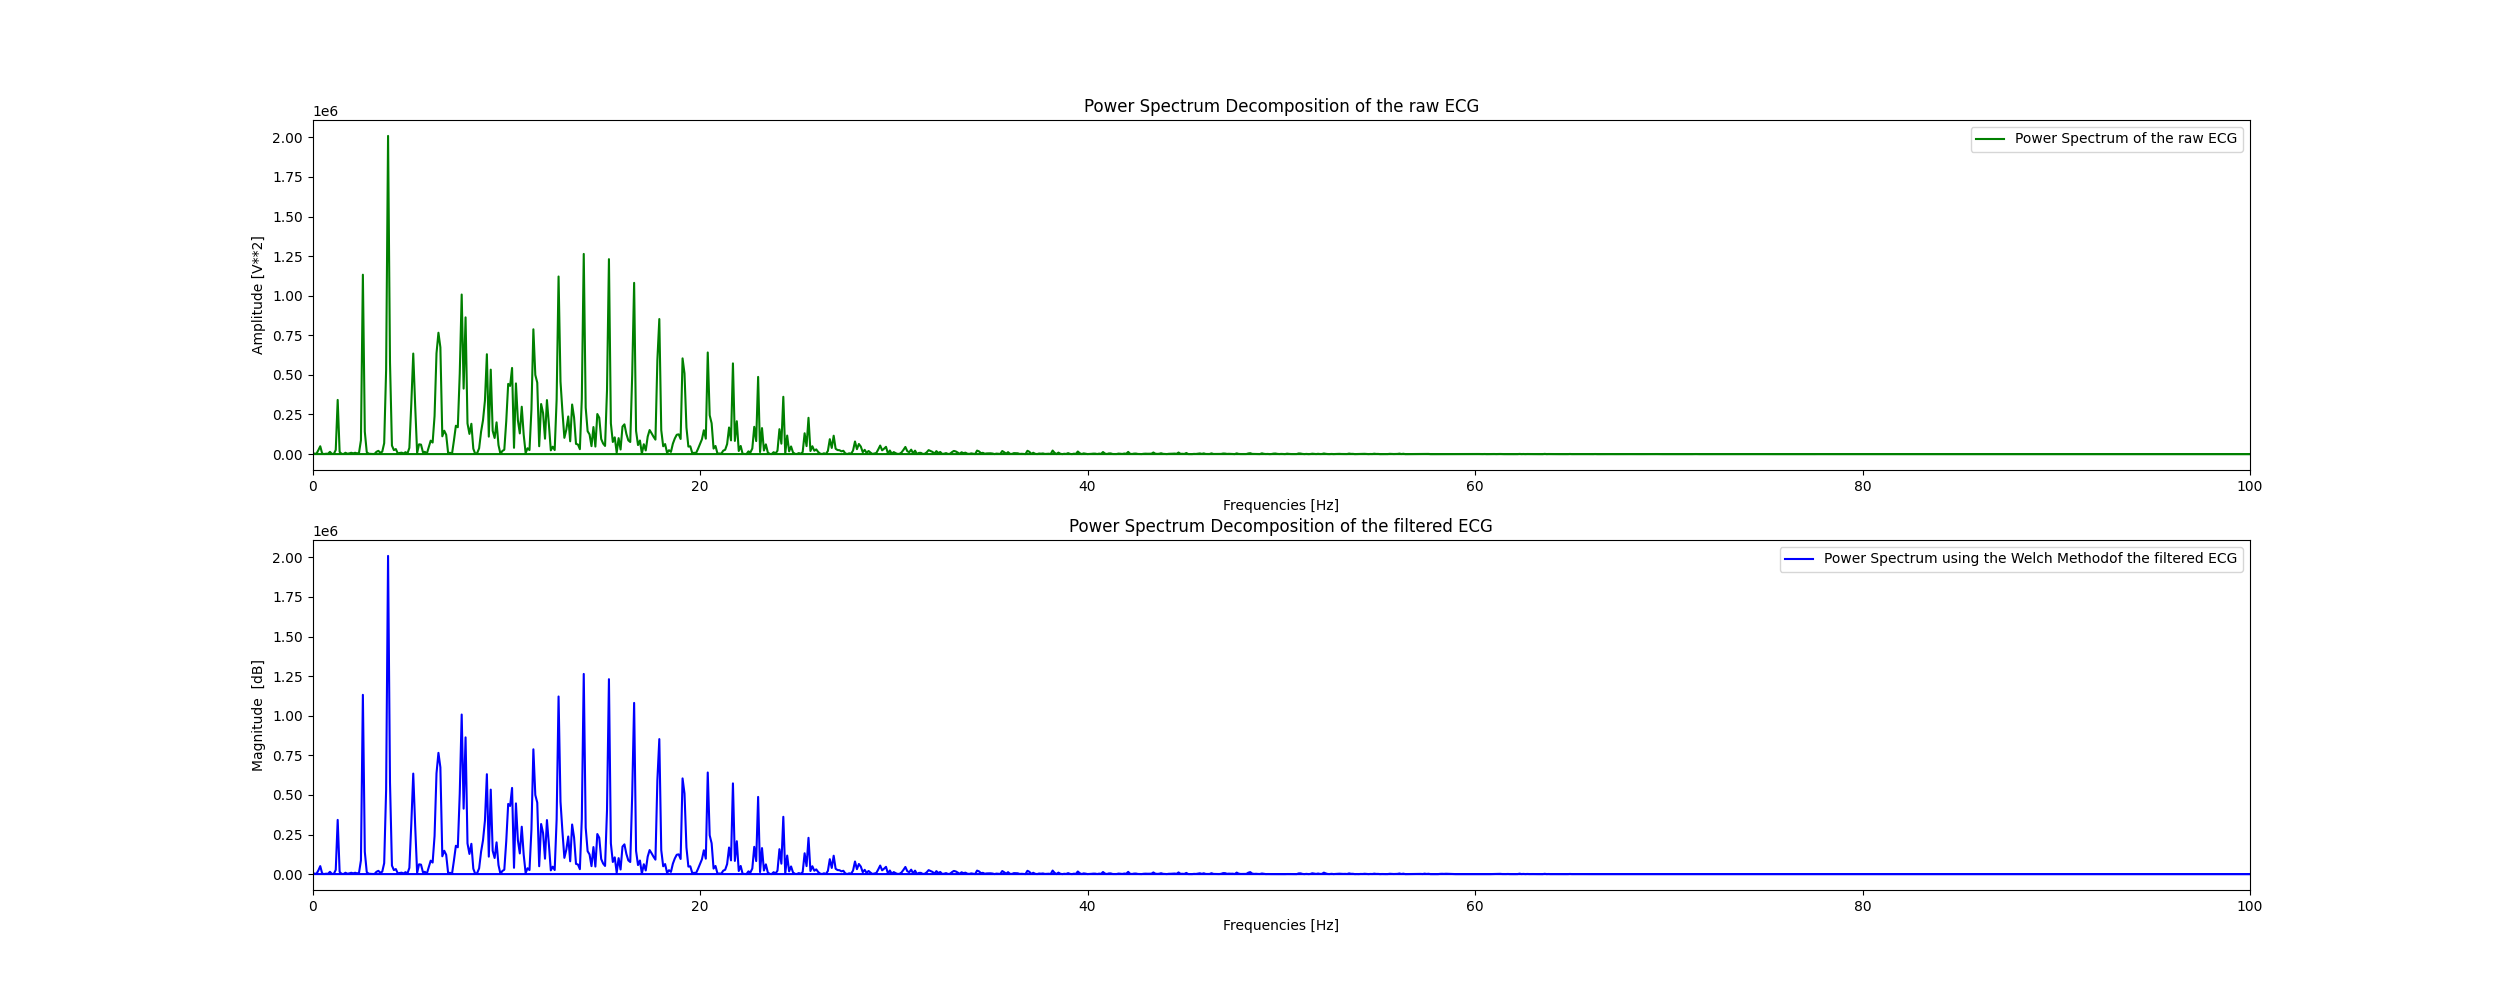 Power Spectrum Decomposition of the raw ECG
1e6
2.00
1.75
1.50
1.25
1.00
0.75
0.50
0.25
0.00
Amplitude [V**2]
Power Spectrum of the raw ECG
0 20 40 60 80 100
Frequencies [Hz]
Power Spectrum Decomposition of the filtered ECG
1e6
2.00
1.75
1.50
1.25
1.00
0.75
0.50
0.25
0.00
Magnitude  [dB]
Power Spectrum using the Welch Methodof the filtered ECG
0 20 40 60 80 100
Frequencies [Hz]